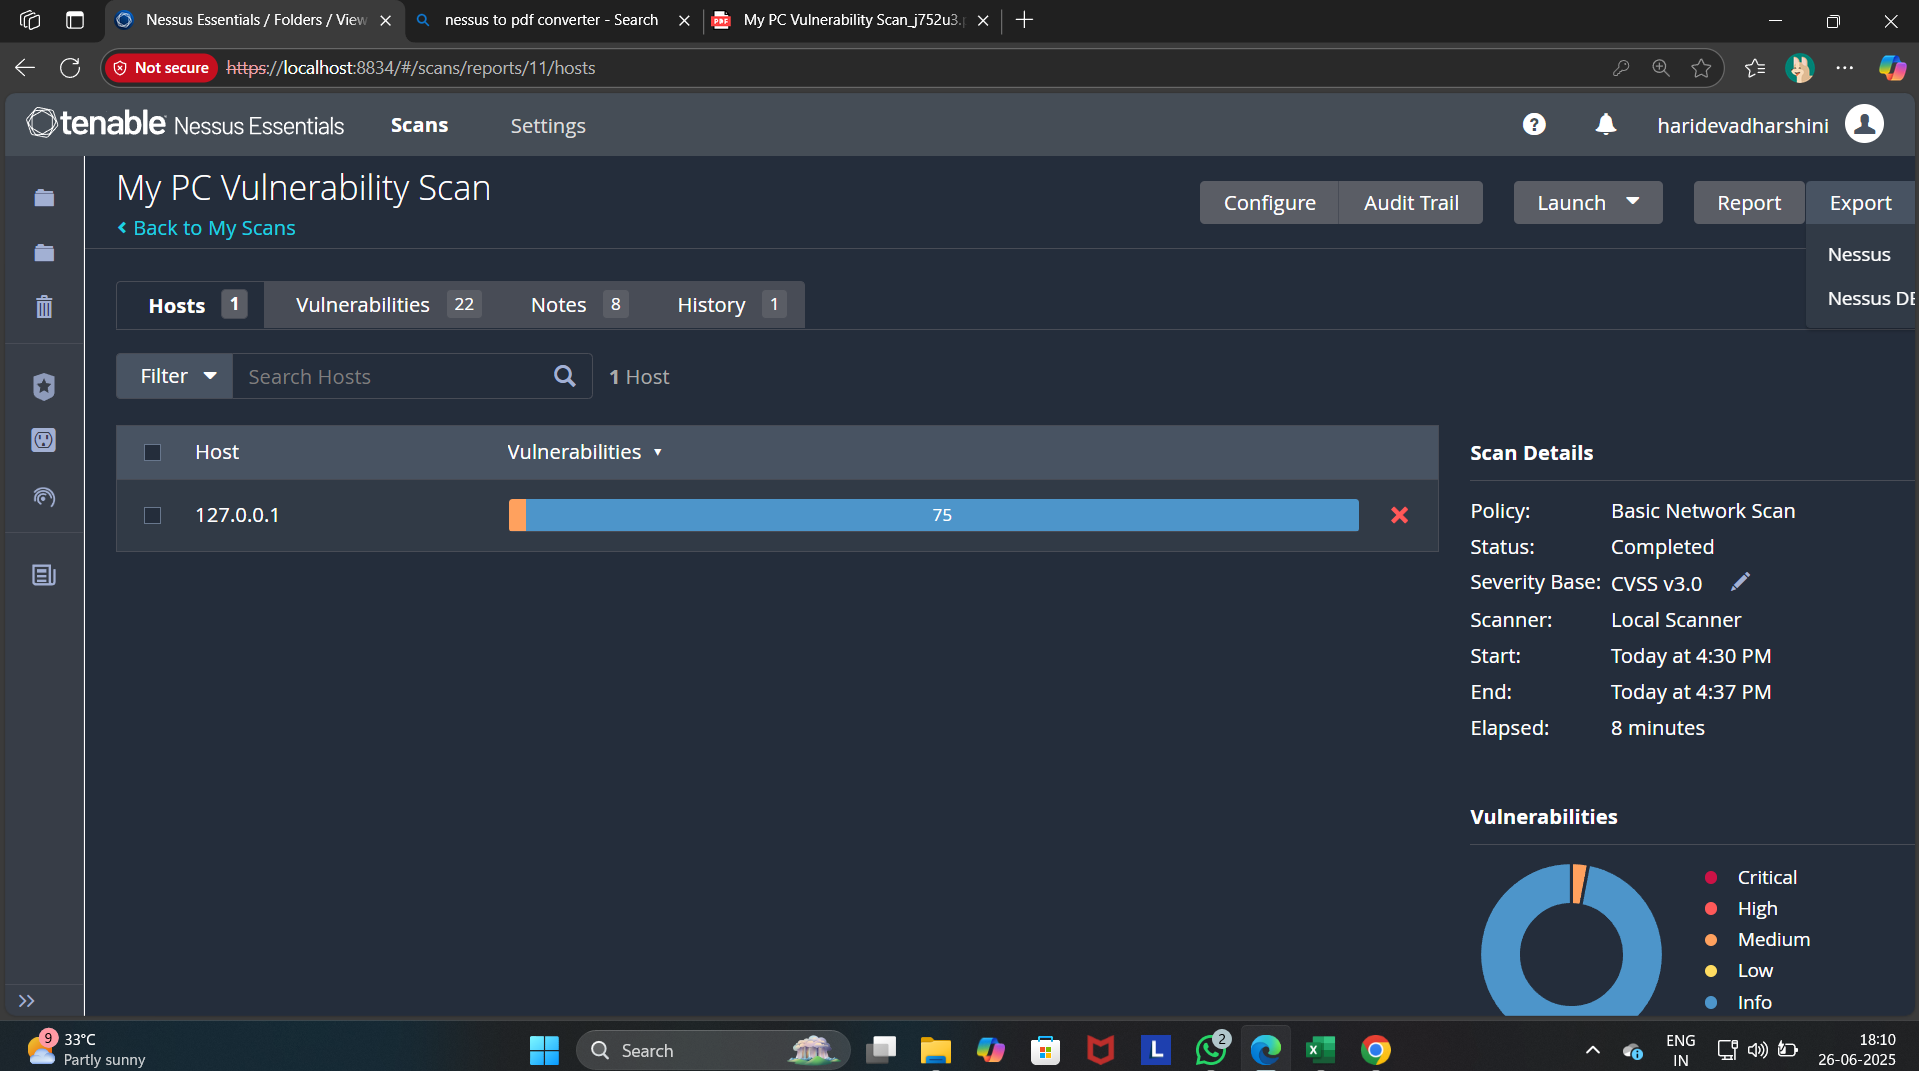 Nessus Essentials / Folders / View
nessus to pdf converter - Search
My PC Vulnerability Scan_j752u3.p
Not secure
https://localhost:8834/#/scans/reports/11/hosts
tenable Nessus Essentials
Scans
Settings
haridevadharshini
My PC Vulnerability Scan
Back to My Scans
Configure
Audit Trail
Launch
Report
Export
Nessus
Nessus DB
Hosts 1
Vulnerabilities 22
Notes 8
History 1
Filter
Search Hosts
1 Host
Host
Vulnerabilities
127.0.0.1
75
Scan Details
Policy: Basic Network Scan
Status: Completed
Severity Base: CVSS v3.0
Scanner: Local Scanner
Start: Today at 4:30 PM
End: Today at 4:37 PM
Elapsed: 8 minutes
Vulnerabilities
Critical
High
Medium
Low
Info
9
33°C
Partly sunny
Search
L
2
ENG
IN
18:10
26-06-2025